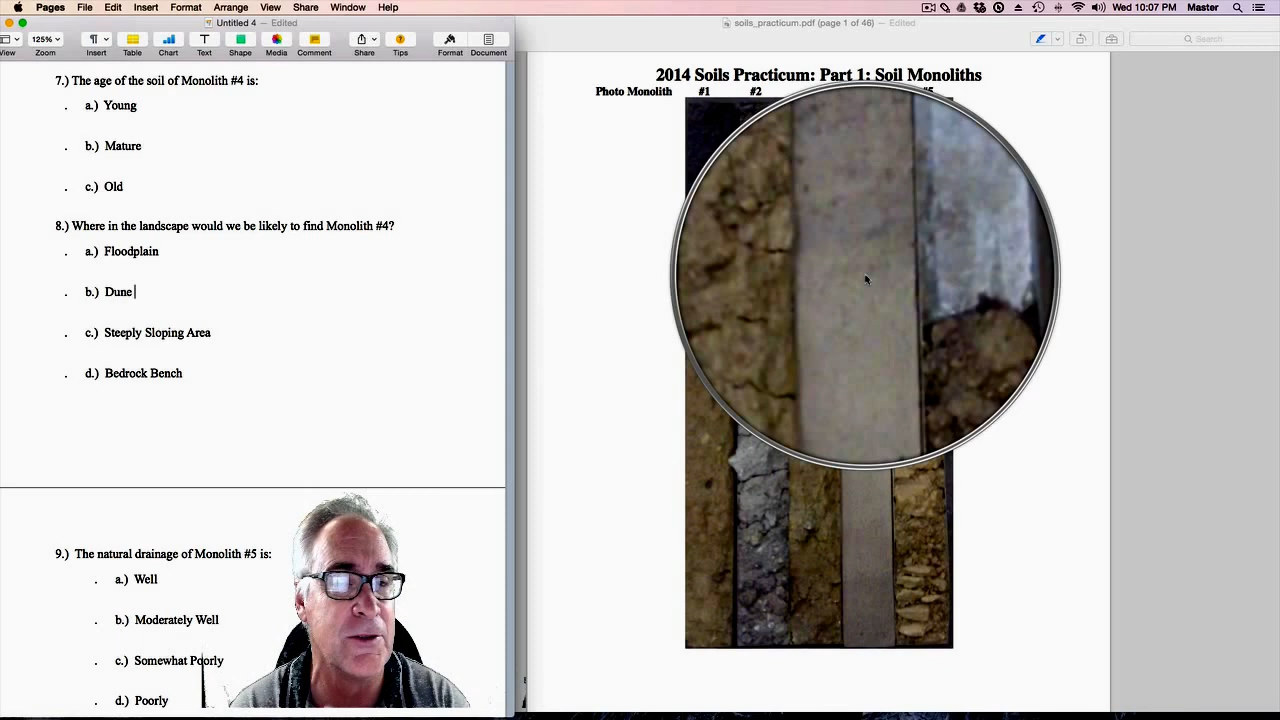 Pages File Edit Insert Format Arrange View Share Window Help
Wed 10:07 PM Master
Untitled 4 — Edited
125%
View Zoom Insert Table Chart Text Shape Media Comment Share Tips Format Document
7.) The age of the soil of Monolith #4 is:
. a.) Young
. b.) Mature
. c.) Old
8.) Where in the landscape would we be likely to find Monolith #4?
. a.) Floodplain
. b.) Dune
. c.) Steeply Sloping Area
. d.) Bedrock Bench
9.) The natural drainage of Monolith #5 is:
. a.) Well
. b.) Moderately Well
. c.) Somewhat Poorly
. d.) Poorly
soils_practicum.pdf (page 1 of 46) — Edited
Search
2014 Soils Practicum: Part 1: Soil Monoliths
Photo Monolith #1 #2 #5